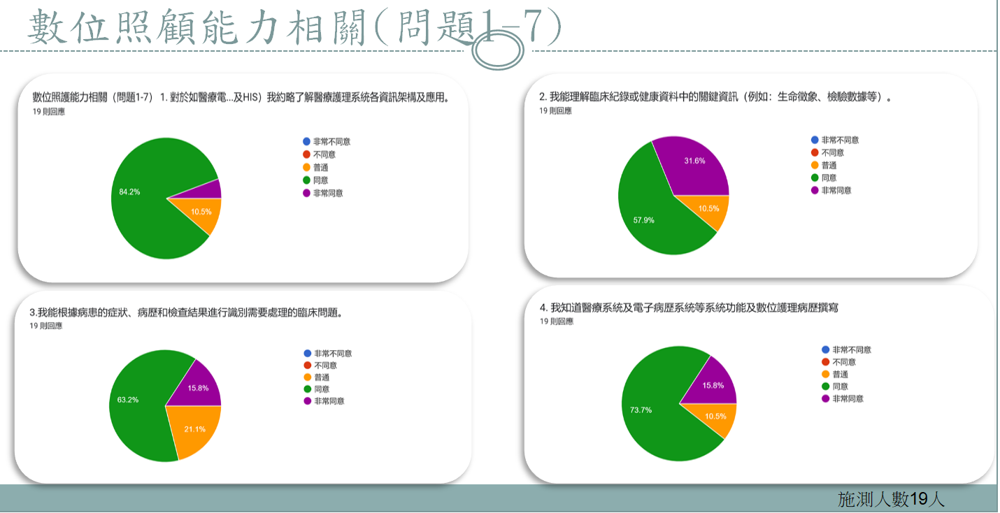 數位照顧能力相關(問題1-7)
數位照護能力相關（問題1-7） 1. 對於如醫療電...及HIS）我約略了解醫療護理系統各資訊架構及應用。
19 則回應
84.2%
10.5%
非常不同意
不同意
普通
同意
非常同意
2. 我能理解臨床紀錄或健康資料中的關鍵資訊（例如：生命徵象、檢驗數據等）。
19 則回應
31.6%
57.9%
10.5%
非常不同意
不同意
普通
同意
非常同意
3.我能根據病患的症狀、病歷和檢查結果進行識別需要處理的臨床問題。
19 則回應
15.8%
63.2%
21.1%
非常不同意
不同意
普通
同意
非常同意
4. 我知道醫療系統及電子病歷系統等系統功能及數位護理病歷撰寫
19 則回應
15.8%
73.7%
10.5%
非常不同意
不同意
普通
同意
非常同意
施測人數19人